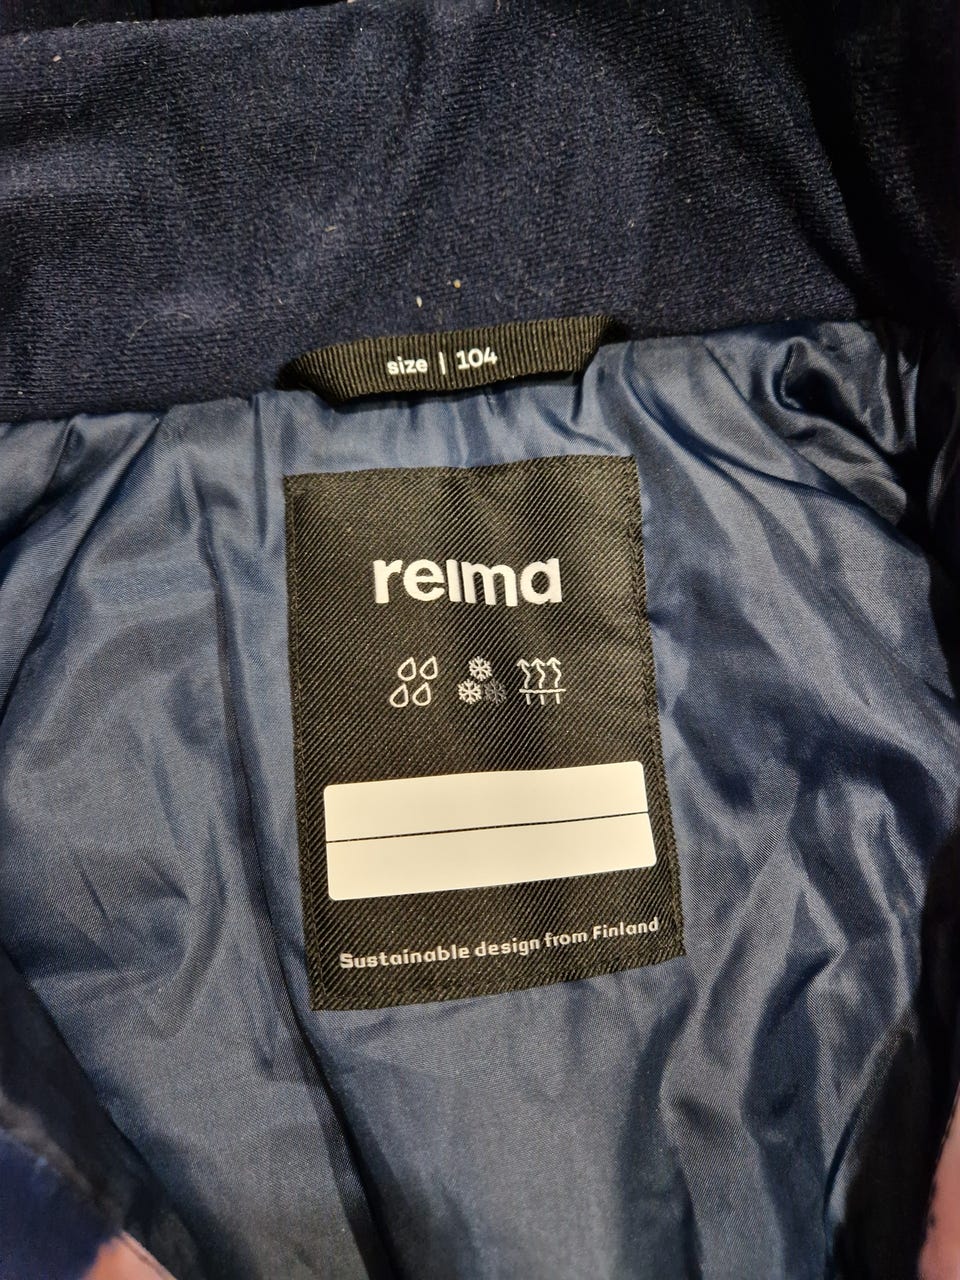 size | 104
reima
Sustainable design from Finland